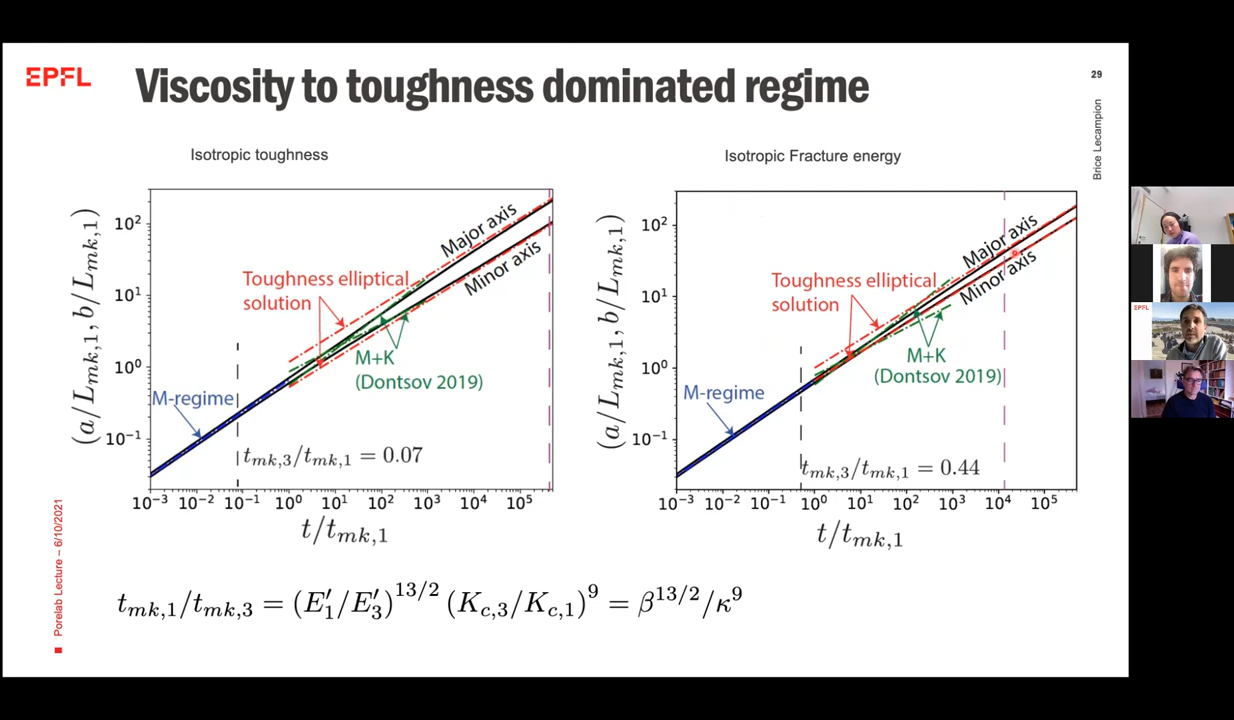 EPFL
Viscosity to toughness dominated regime
29
Brice Lecampion
Isotropic toughness
(a/L_{mk,1}, b/L_{mk,1})
10^2
10^1
10^0
10^{-1}
Major axis
Minor axis
Toughness elliptical
solution
M+K
(Dontsov 2019)
M-regime
t_{mk,3}/t_{mk,1} = 0.07
10^{-3} 10^{-2} 10^{-1} 10^0 10^1 10^2 10^3 10^4 10^5
t/t_{mk,1}
Isotropic Fracture energy
(a/L_{mk,1}, b/L_{mk,1})
10^2
10^1
10^0
10^{-1}
Major axis
Minor axis
Toughness elliptical
solution
M+K
(Dontsov 2019)
M-regime
t_{mk,3}/t_{mk,1} = 0.44
10^{-3} 10^{-2} 10^{-1} 10^0 10^1 10^2 10^3 10^4 10^5
t/t_{mk,1}
t_{mk,1}/t_{mk,3} = (E'_1/E'_3)^{13/2} (K_{c,3}/K_{c,1})^9 = β^{13/2}/κ^9
Porelab Lecture – 6/10/2021
EPFL